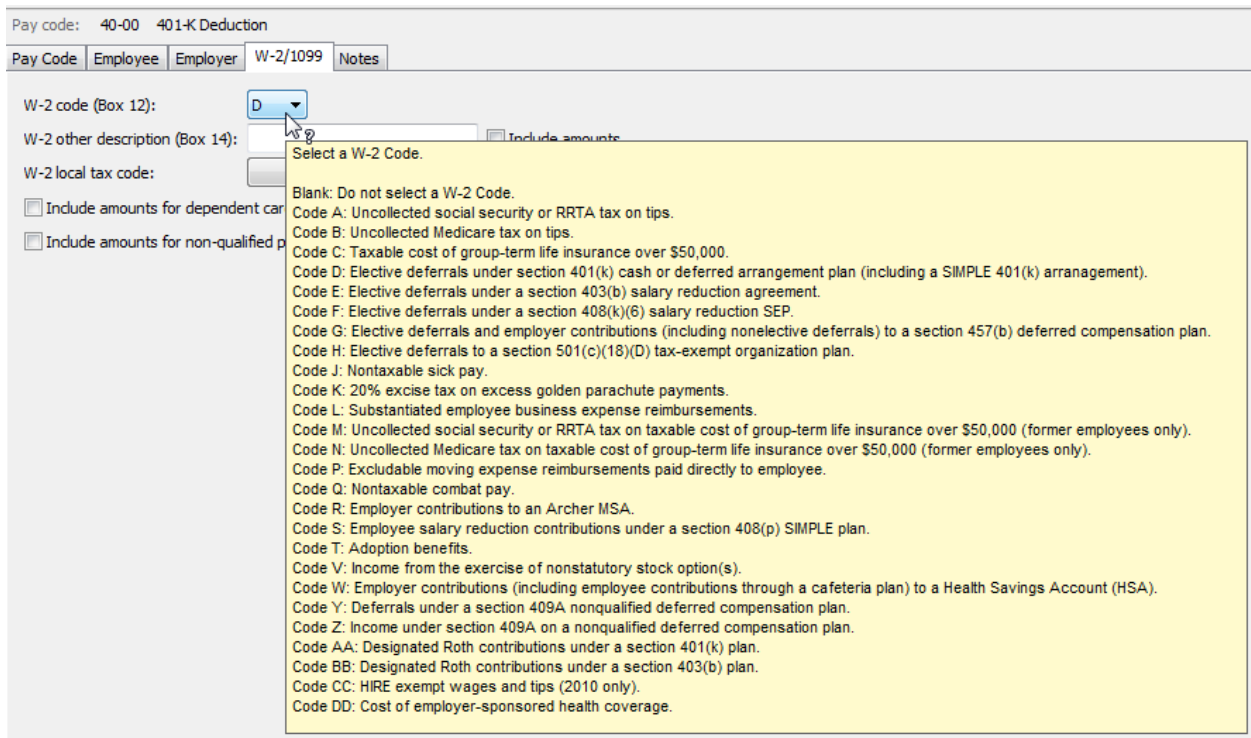 Pay code: 40-00 401-K Deduction
Pay Code Employee Employer W-2/1099 Notes
W-2 code (Box 12): D
W-2 other description (Box 14): Include amounts
W-2 local tax code:
Include amounts for dependent car
Include amounts for non-qualified p
Select a W-2 Code.
Blank: Do not select a W-2 Code.
Code A: Uncollected social security or RRTA tax on tips.
Code B: Uncollected Medicare tax on tips.
Code C: Taxable cost of group-term life insurance over $50,000.
Code D: Elective deferrals under section 401(k) cash or deferred arrangement plan (including a SIMPLE 401(k) arranagement).
Code E: Elective deferrals under a section 403(b) salary reduction agreement.
Code F: Elective deferrals under a section 408(k)(6) salary reduction SEP.
Code G: Elective deferrals and employer contributions (including nonelective deferrals) to a section 457(b) deferred compensation plan.
Code H: Elective deferrals to a section 501(c)(18)(D) tax-exempt organization plan.
Code J: Nontaxable sick pay.
Code K: 20% excise tax on excess golden parachute payments.
Code L: Substantiated employee business expense reimbursements.
Code M: Uncollected social security or RRTA tax on taxable cost of group-term life insurance over $50,000 (former employees only).
Code N: Uncollected Medicare tax on taxable cost of group-term life insurance over $50,000 (former employees only).
Code P: Excludable moving expense reimbursements paid directly to employee.
Code Q: Nontaxable combat pay.
Code R: Employer contributions to an Archer MSA.
Code S: Employee salary reduction contributions under a section 408(p) SIMPLE plan.
Code T: Adoption benefits.
Code V: Income from the exercise of nonstatutory stock option(s).
Code W: Employer contributions (including employee contributions through a cafeteria plan) to a Health Savings Account (HSA).
Code Y: Deferrals under a section 409A nonqualified deferred compensation plan.
Code Z: Income under section 409A on a nonqualified deferred compensation plan.
Code AA: Designated Roth contributions under a section 401(k) plan.
Code BB: Designated Roth contributions under a section 403(b) plan.
Code CC: HIRE exempt wages and tips (2010 only).
Code DD: Cost of employer-sponsored health coverage.